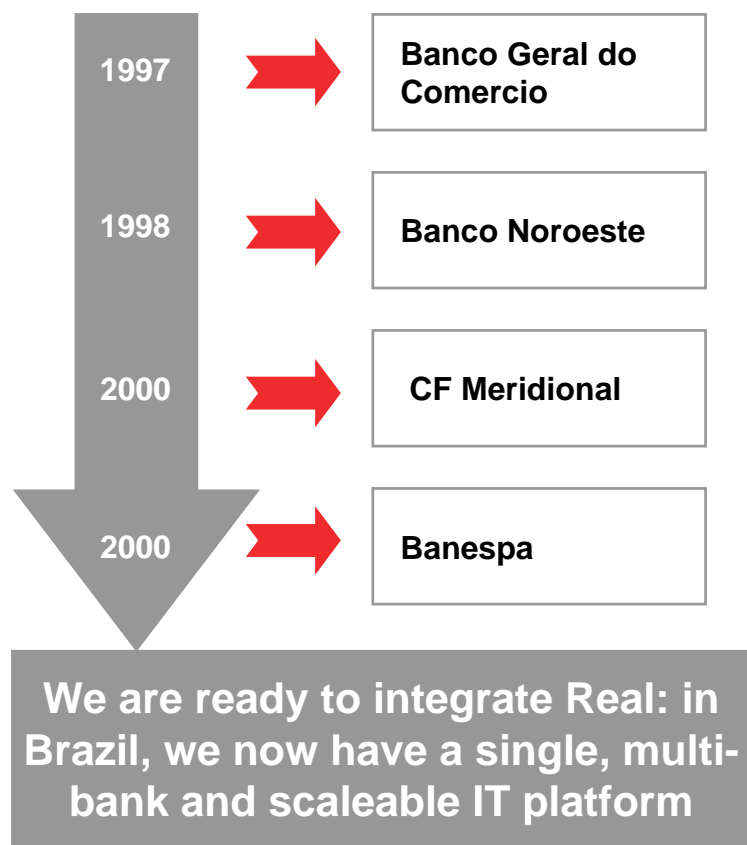 1997
Banco Geral do
Comercio
1998
Banco Noroeste
2000
CF Meridional
2000
Banespa
We are ready to integrate Real: in
Brazil, we now have a single, multi-
bank and scaleable IT platform